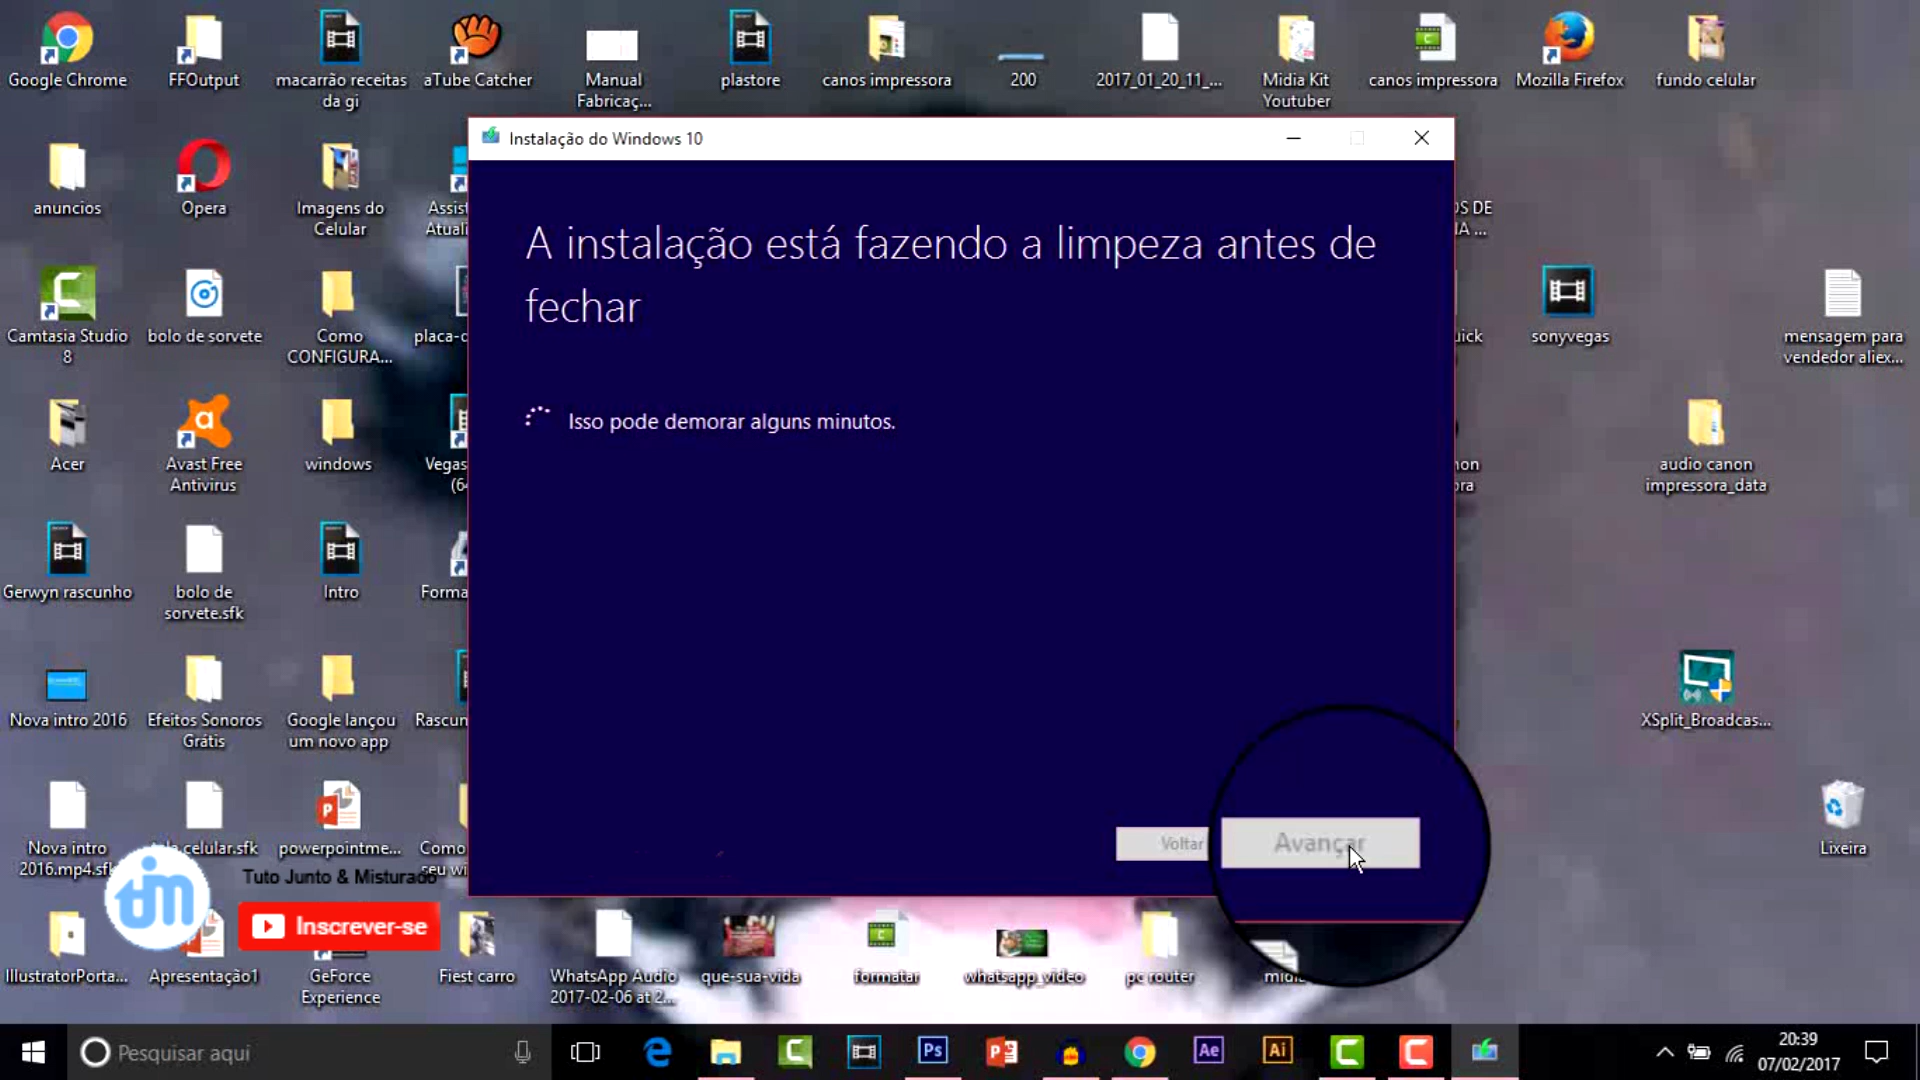 Google Chrome
FFOutput
macarrão receitas
da gi
aTube Catcher
Manual
Fabricaç...
plastore
canos impressora
200
2017_01_20_11_...
Midia Kit
Youtuber
canos impressora
Mozilla Firefox
fundo celular
Instalação do Windows 10
anuncios
Opera
Imagens do
Celular
Assist
Atuali
OS DE
IA ...
A instalação está fazendo a limpeza antes de
fechar
Camtasia Studio
8
bolo de sorvete
Como
CONFIGURA...
placa-c
uick
sonyvegas
mensagem para
vendedor aliex...
Isso pode demorar alguns minutos.
Acer
Avast Free
Antivirus
windows
Vegas
(64
non
ora
audio canon
impressora_data
Gerwyn rascunho
bolo de
sorvete.sfk
Intro
Forma
Nova intro 2016
Efeitos Sonoros
Grátis
Google lançou
um novo app
Rascun
XSplit_Broadcas...
Voltar
Avançar
Nova intro
2016.mp4.sfk
celular.sfk
powerpointme...
Como
seu wi
Lixeira
tjm
Tuto Junto & Misturado
Inscrever-se
IllustratorPorta...
Apresentação1
GeForce
Experience
Fiest carro
WhatsApp Audio
2017-02-06 at 2...
que-sua-vida
formatar
whatsapp_video
pc router
midi
Pesquisar aqui
Ps
Ae
Ai
20:39
07/02/2017